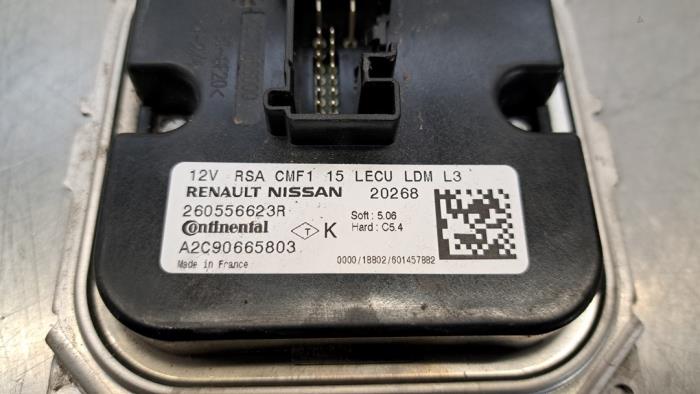 12V RSA CMF1 15 LECU LDM L3
RENAULT NISSAN 20268
260556623R
Continental
T K
Soft : 5.06
Hard : C5.4
A2C90665803
Made in France
0000/18802/601457882